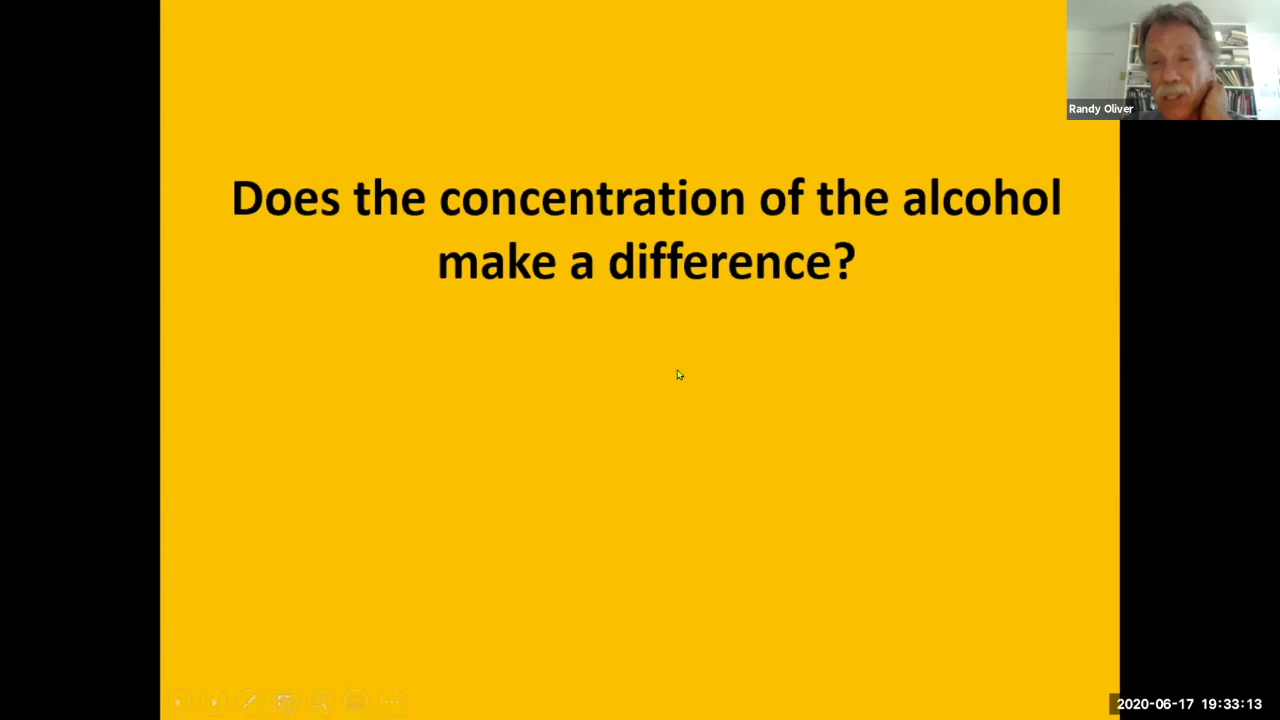 Randy Oliver
Does the concentration of the alcohol
make a difference?
2020-06-17 19:33:13